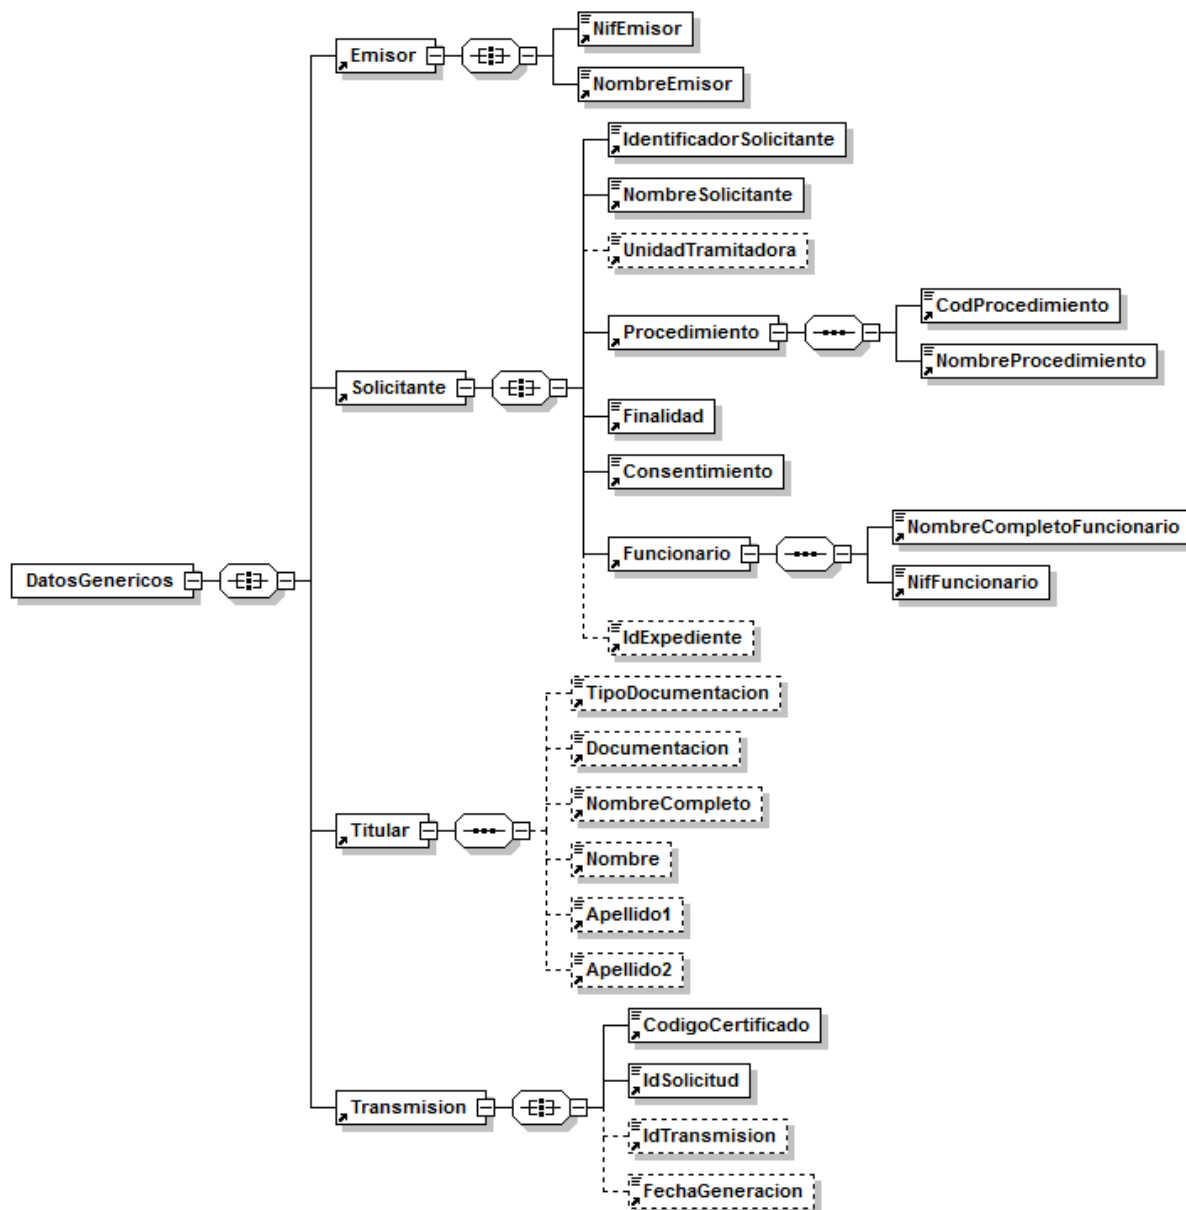 Emisor
NifEmisor
NombreEmisor
IdentificadorSolicitante
NombreSolicitante
UnidadTramitadora
Procedimiento
CodProcedimiento
NombreProcedimiento
Solicitante
Finalidad
Consentimiento
Funcionario
NombreCompletoFuncionario
NifFuncionario
DatosGenericos
IdExpediente
TipoDocumentacion
Documentacion
NombreCompleto
Titular
Nombre
Apellido1
Apellido2
CodigoCertificado
IdSolicitud
Transmision
IdTransmision
FechaGeneracion